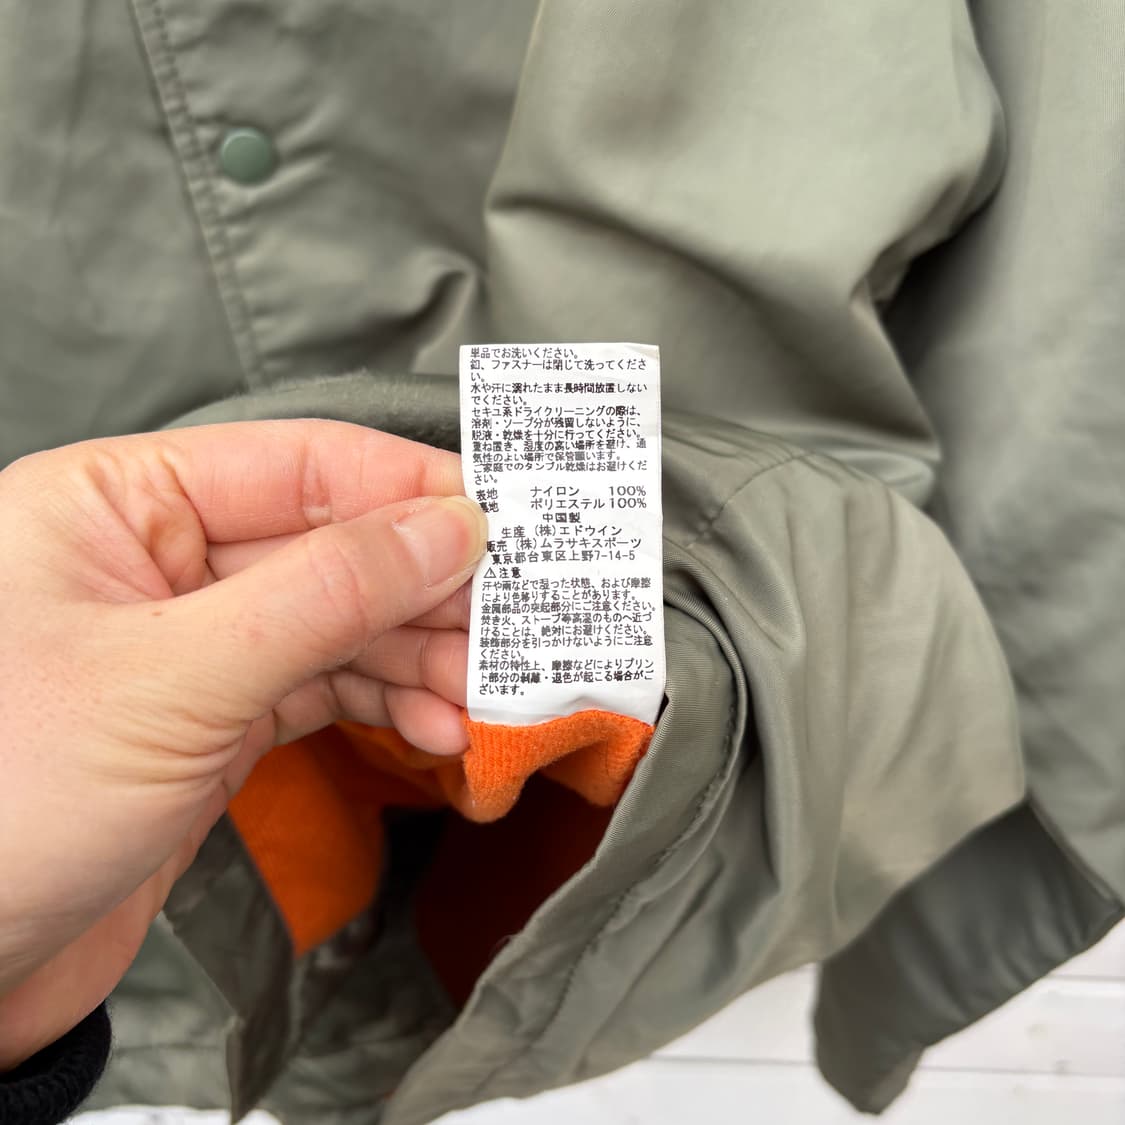 単品でお洗いください。
釦、ファスナーは閉じて洗ってくださ
い。
水や汗に濡れたまま長時間放置しない
でください。
セキユ系ドライクリーニングの際は、
溶剤・ソープ分が残留しないように、
脱液・乾燥を十分に行ってください。
重ね置き、湿度の高い場所を避け、通
気性のよい場所で保管願います。
ご家庭でのタンブル乾燥はお避けくだ
さい。
表地 ナイロン 100%
裏地 ポリエステル 100%
中国製
生産 (株)エドウイン
販売 (株)ムラサキスポーツ
東京都台東区上野7-14-5
⚠注意
汗や雨などで湿った状態、および摩擦
により色移りすることがあります。
金属部品の突起部分にご注意ください。
焚き火、ストーブ等高温のものへ近づ
けることは、絶対にお避けください。
装飾部分を引っかけないようにご注意
ください。
素材の特性上、摩擦などによりプリン
ト部分の剥離・退色が起こる場合がご
ざいます。